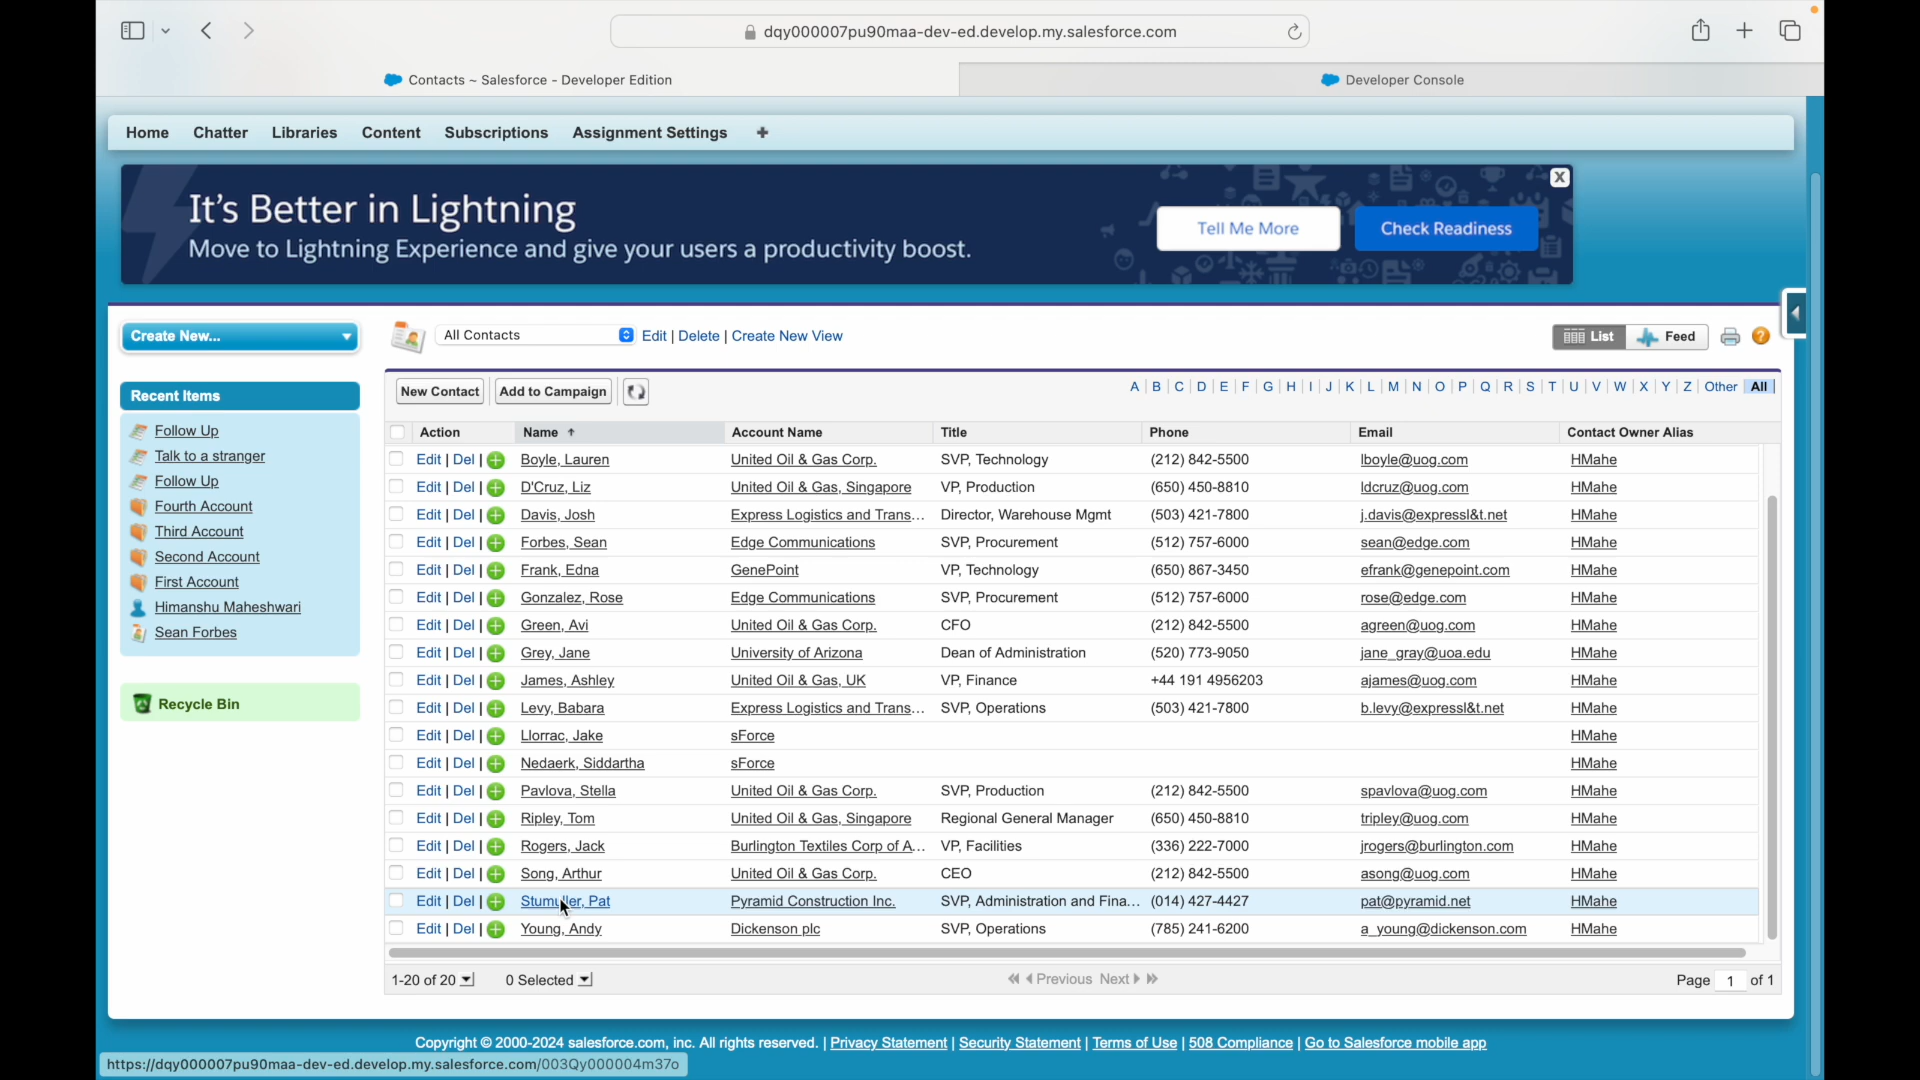 dqy000007pu90maa-dev-ed.develop.my.salesforce.com
Contacts ~ Salesforce - Developer Edition
Developer Console
Home Chatter Libraries Content Subscriptions Assignment Settings
It's Better in Lightning
Move to Lightning Experience and give your users a productivity boost.
Tell Me More
Check Readiness
X
Create New...
All Contacts
Edit | Delete | Create New View
List
Feed
?
Recent Items
Follow Up
Talk to a stranger
Follow Up
Fourth Account
Third Account
Second Account
First Account
Himanshu Maheshwari
Sean Forbes
Recycle Bin
New Contact
Add to Campaign
A | B | C | D | E | F | G | H | I | J | K | L | M | N | O | P | Q | R | S | T | U | V | W | X | Y | Z | Other | All
Action Name Account Name Title Phone Email Contact Owner Alias
Edit | Del | Boyle, Lauren United Oil & Gas Corp. SVP, Technology (212) 842-5500 lboyle@uog.com HMahe
Edit | Del | D'Cruz, Liz United Oil & Gas, Singapore VP, Production (650) 450-8810 ldcruz@uog.com HMahe
Edit | Del | Davis, Josh Express Logistics and Trans... Director, Warehouse Mgmt (503) 421-7800 j.davis@expressl&t.net HMahe
Edit | Del | Forbes, Sean Edge Communications SVP, Procurement (512) 757-6000 sean@edge.com HMahe
Edit | Del | Frank, Edna GenePoint VP, Technology (650) 867-3450 efrank@genepoint.com HMahe
Edit | Del | Gonzalez, Rose Edge Communications SVP, Procurement (512) 757-6000 rose@edge.com HMahe
Edit | Del | Green, Avi United Oil & Gas Corp. CFO (212) 842-5500 agreen@uog.com HMahe
Edit | Del | Grey, Jane University of Arizona Dean of Administration (520) 773-9050 jane_gray@uoa.edu HMahe
Edit | Del | James, Ashley United Oil & Gas, UK VP, Finance +44 191 4956203 ajames@uog.com HMahe
Edit | Del | Levy, Babara Express Logistics and Trans... SVP, Operations (503) 421-7800 b.levy@expressl&t.net HMahe
Edit | Del | Llorrac, Jake sForce HMahe
Edit | Del | Nedaerk, Siddartha sForce HMahe
Edit | Del | Pavlova, Stella United Oil & Gas Corp. SVP, Production (212) 842-5500 spavlova@uog.com HMahe
Edit | Del | Ripley, Tom United Oil & Gas, Singapore Regional General Manager (650) 450-8810 tripley@uog.com HMahe
Edit | Del | Rogers, Jack Burlington Textiles Corp of A... VP, Facilities (336) 222-7000 jrogers@burlington.com HMahe
Edit | Del | Song, Arthur United Oil & Gas Corp. CEO (212) 842-5500 asong@uog.com HMahe
Edit | Del | Stumuller, Pat Pyramid Construction Inc. SVP, Administration and Fina... (014) 427-4427 pat@pyramid.net HMahe
Edit | Del | Young, Andy Dickenson plc SVP, Operations (785) 241-6200 a_young@dickenson.com HMahe
1-20 of 20 0 Selected Previous Next Page 1 of 1
Copyright © 2000-2024 salesforce.com, inc. All rights reserved. | Privacy Statement | Security Statement | Terms of Use | 508 Compliance | Go to Salesforce mobile app
https://dqy000007pu90maa-dev-ed.develop.my.salesforce.com/003Qy000004m37o